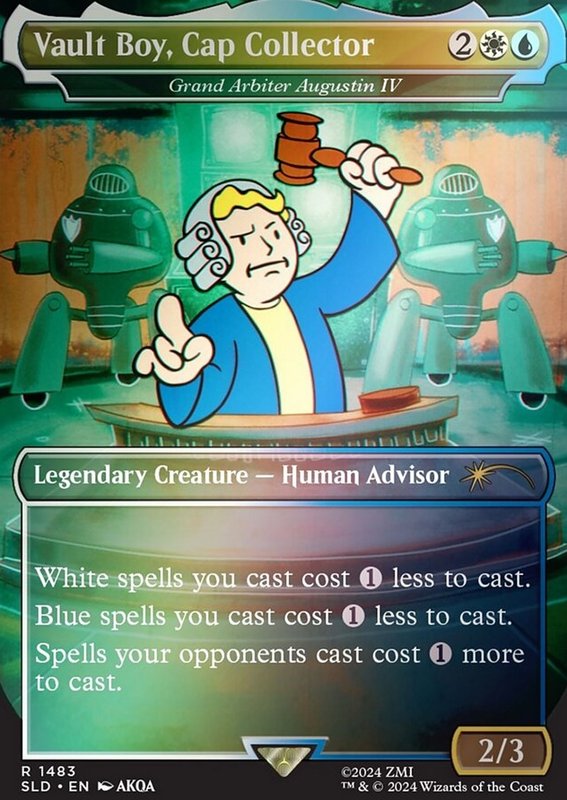 Vault Boy, Cap Collector 2
Grand Arbiter Augustin IV
Legendary Creature — Human Advisor
White spells you cast cost 1 less to cast.
Blue spells you cast cost 1 less to cast.
Spells your opponents cast cost 1 more
to cast.
2/3
R 1483
SLD • EN AKQA
©2024 ZMI
™ & © 2024 Wizards of the Coast